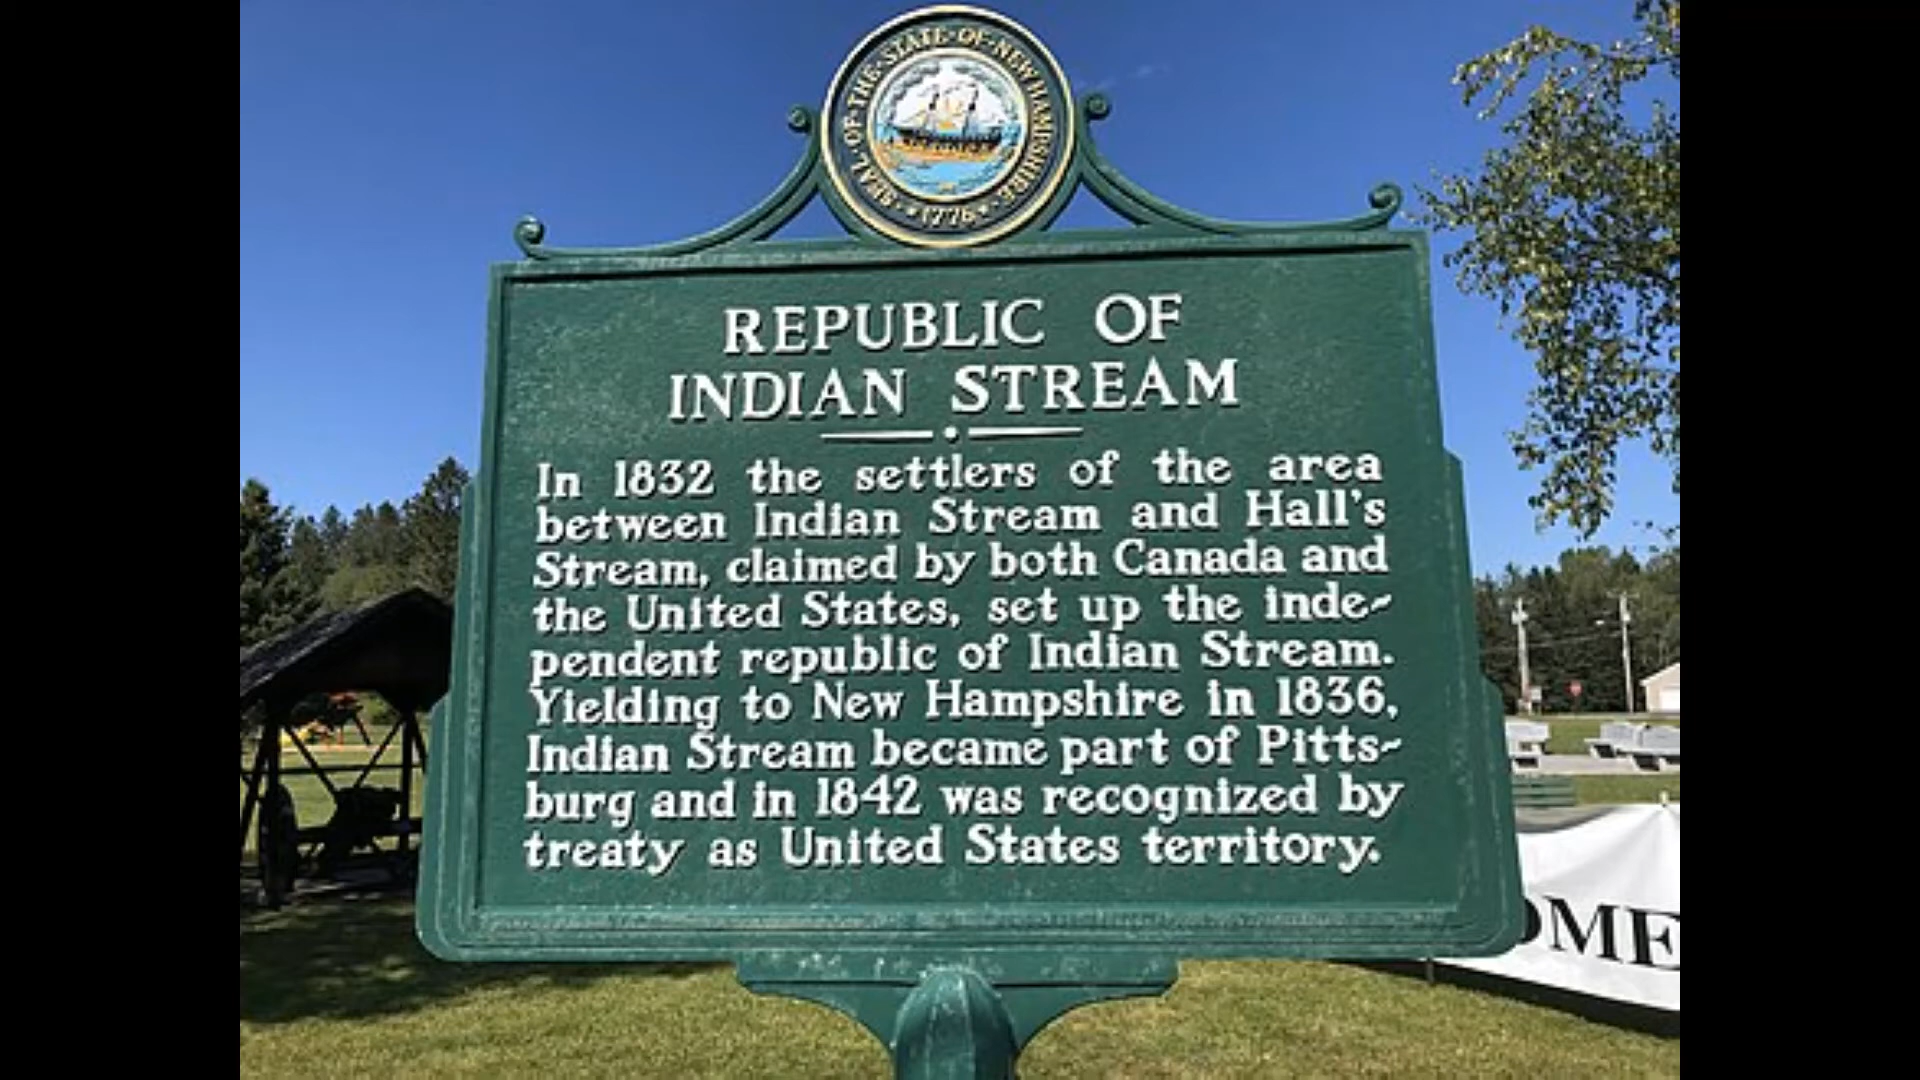 SEAL·OF·THE·STATE·OF·NEW HAMPSHIRE
·1776·
REPUBLIC OF
INDIAN STREAM
In 1832 the settlers of the area
between Indian Stream and Hall's
Stream, claimed by both Canada and
the United States, set up the inde-
pendent republic of Indian Stream.
Yielding to New Hampshire in 1836,
Indian Stream became part of Pitts-
burg and in 1842 was recognized by
treaty as United States territory.
OME